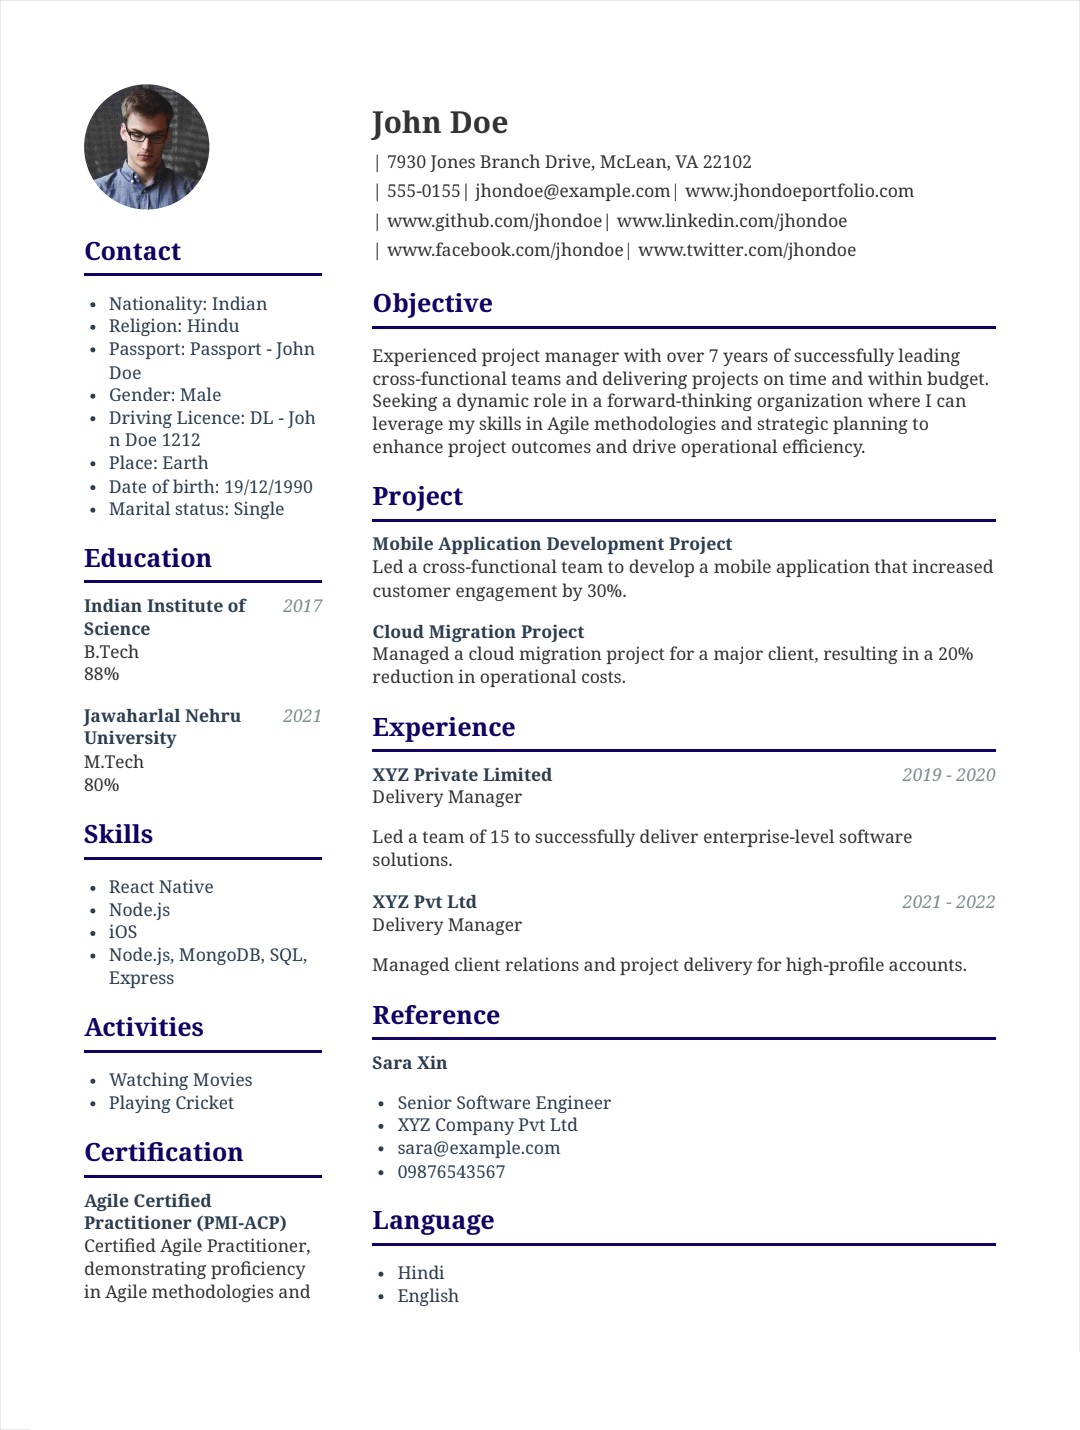 John Doe
| 7930 Jones Branch Drive, McLean, VA 22102
| 555-0155| jhondoe@example.com| www.jhondoeportfolio.com
| www.github.com/jhondoe| www.linkedin.com/jhondoe
| www.facebook.com/jhondoe| www.twitter.com/jhondoe
Contact
• Nationality: Indian
• Religion: Hindu
• Passport: Passport - John
Doe
• Gender: Male
• Driving Licence: DL - Joh
n Doe 1212
• Place: Earth
• Date of birth: 19/12/1990
• Marital status: Single
Education
Indian Institute of 2017
Science
B.Tech
88%
Jawaharlal Nehru 2021
University
M.Tech
80%
Skills
• React Native
• Node.js
• iOS
• Node.js, MongoDB, SQL,
Express
Activities
• Watching Movies
• Playing Cricket
Certification
Agile Certified
Practitioner (PMI-ACP)
Certified Agile Practitioner,
demonstrating proficiency
in Agile methodologies and
Objective
Experienced project manager with over 7 years of successfully leading
cross-functional teams and delivering projects on time and within budget.
Seeking a dynamic role in a forward-thinking organization where I can
leverage my skills in Agile methodologies and strategic planning to
enhance project outcomes and drive operational efficiency.
Project
Mobile Application Development Project
Led a cross-functional team to develop a mobile application that increased
customer engagement by 30%.
Cloud Migration Project
Managed a cloud migration project for a major client, resulting in a 20%
reduction in operational costs.
Experience
XYZ Private Limited 2019 - 2020
Delivery Manager
Led a team of 15 to successfully deliver enterprise-level software
solutions.
XYZ Pvt Ltd 2021 - 2022
Delivery Manager
Managed client relations and project delivery for high-profile accounts.
Reference
Sara Xin
• Senior Software Engineer
• XYZ Company Pvt Ltd
• sara@example.com
• 09876543567
Language
• Hindi
• English